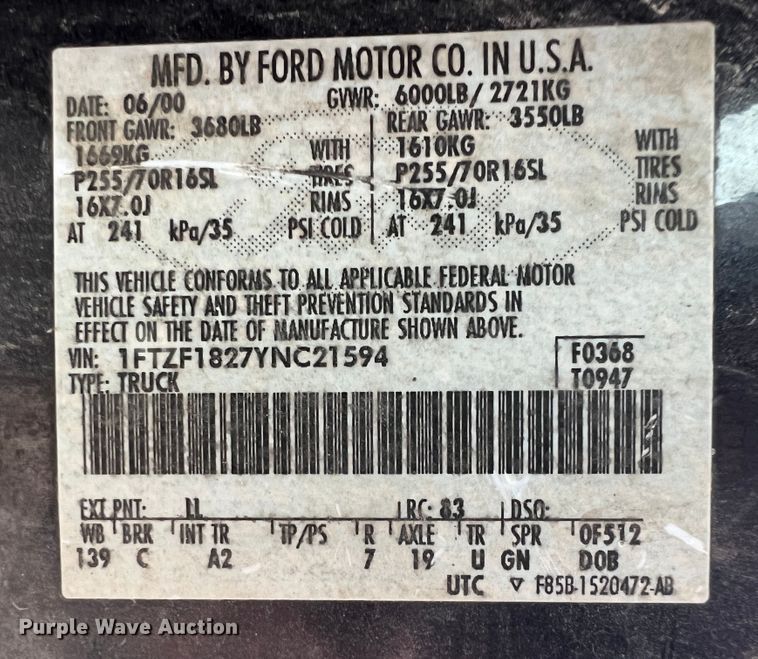 MFD. BY FORD MOTOR CO. IN U.S.A.
DATE: 06/00 GVWR: 6000LB/ 2721KG
FRONT GAWR: 3680LB REAR GAWR: 3550LB
1669KG WITH 1610KG WITH
P255/70R16SL TIRES P255/70R16SL TIRES
16X7.0J RIMS 16X7.0J RIMS
AT 241 kPa/35 PSI COLD AT 241 kPa/35 PSI COLD
THIS VEHICLE CONFORMS TO ALL APPLICABLE FEDERAL MOTOR
VEHICLE SAFETY AND THEFT PREVENTION STANDARDS IN
EFFECT ON THE DATE OF MANUFACTURE SHOWN ABOVE.
VIN: 1FTZF1827YNC21594 F0368
TYPE: TRUCK T0947
EXT PNT: LL RC: 83 DSO:
WB BRK INT TR TP/PS R AXLE TR SPR OF512
139 C A2 7 19 U GN DOB
UTC ▽ F85B-1520472-AB
Purple Wave Auction